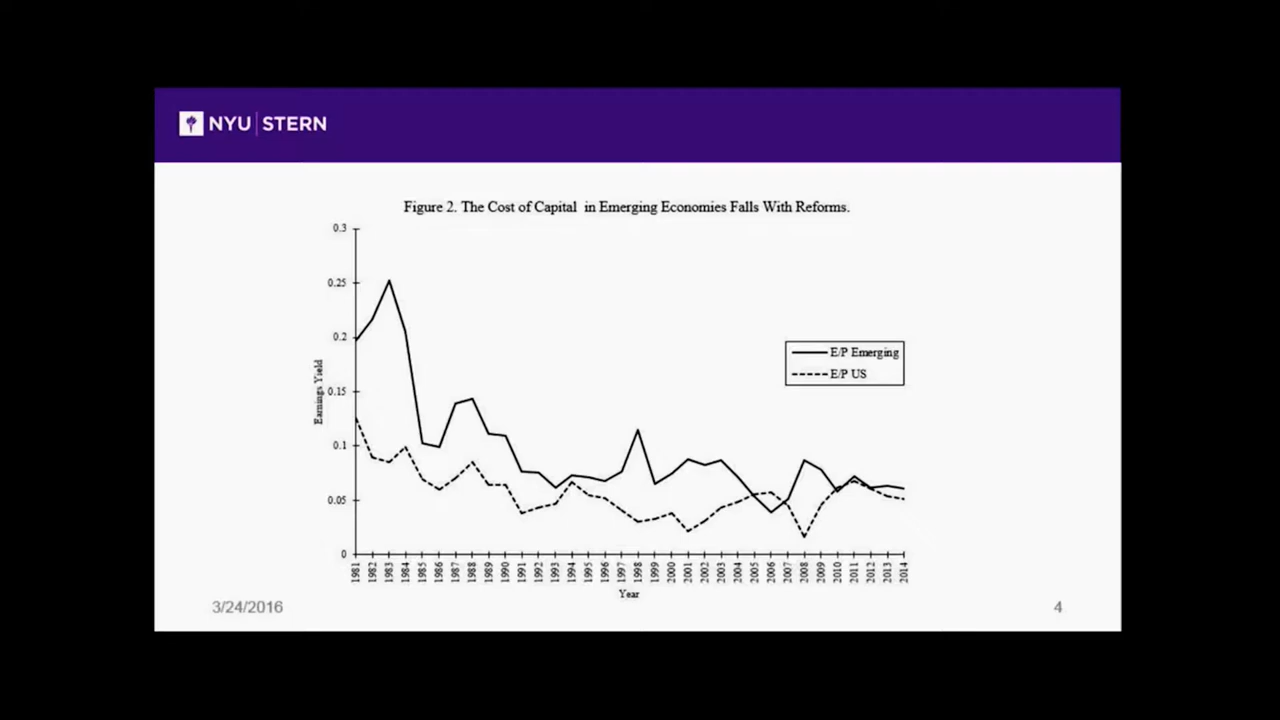 NYU STERN
Figure 2. The Cost of Capital in Emerging Economies Falls With Reforms.
0.3
0.25
0.2
0.15
0.1
0.05
0
Earnings Yield
E/P Emerging
E/P US
1981 1982 1983 1984 1985 1986 1987 1988 1989 1990 1991 1992 1993 1994 1995 1996 1997 1998 1999 2000 2001 2002 2003 2004 2005 2006 2007 2008 2009 2010 2011 2012 2013 2014
Year
3/24/2016
4